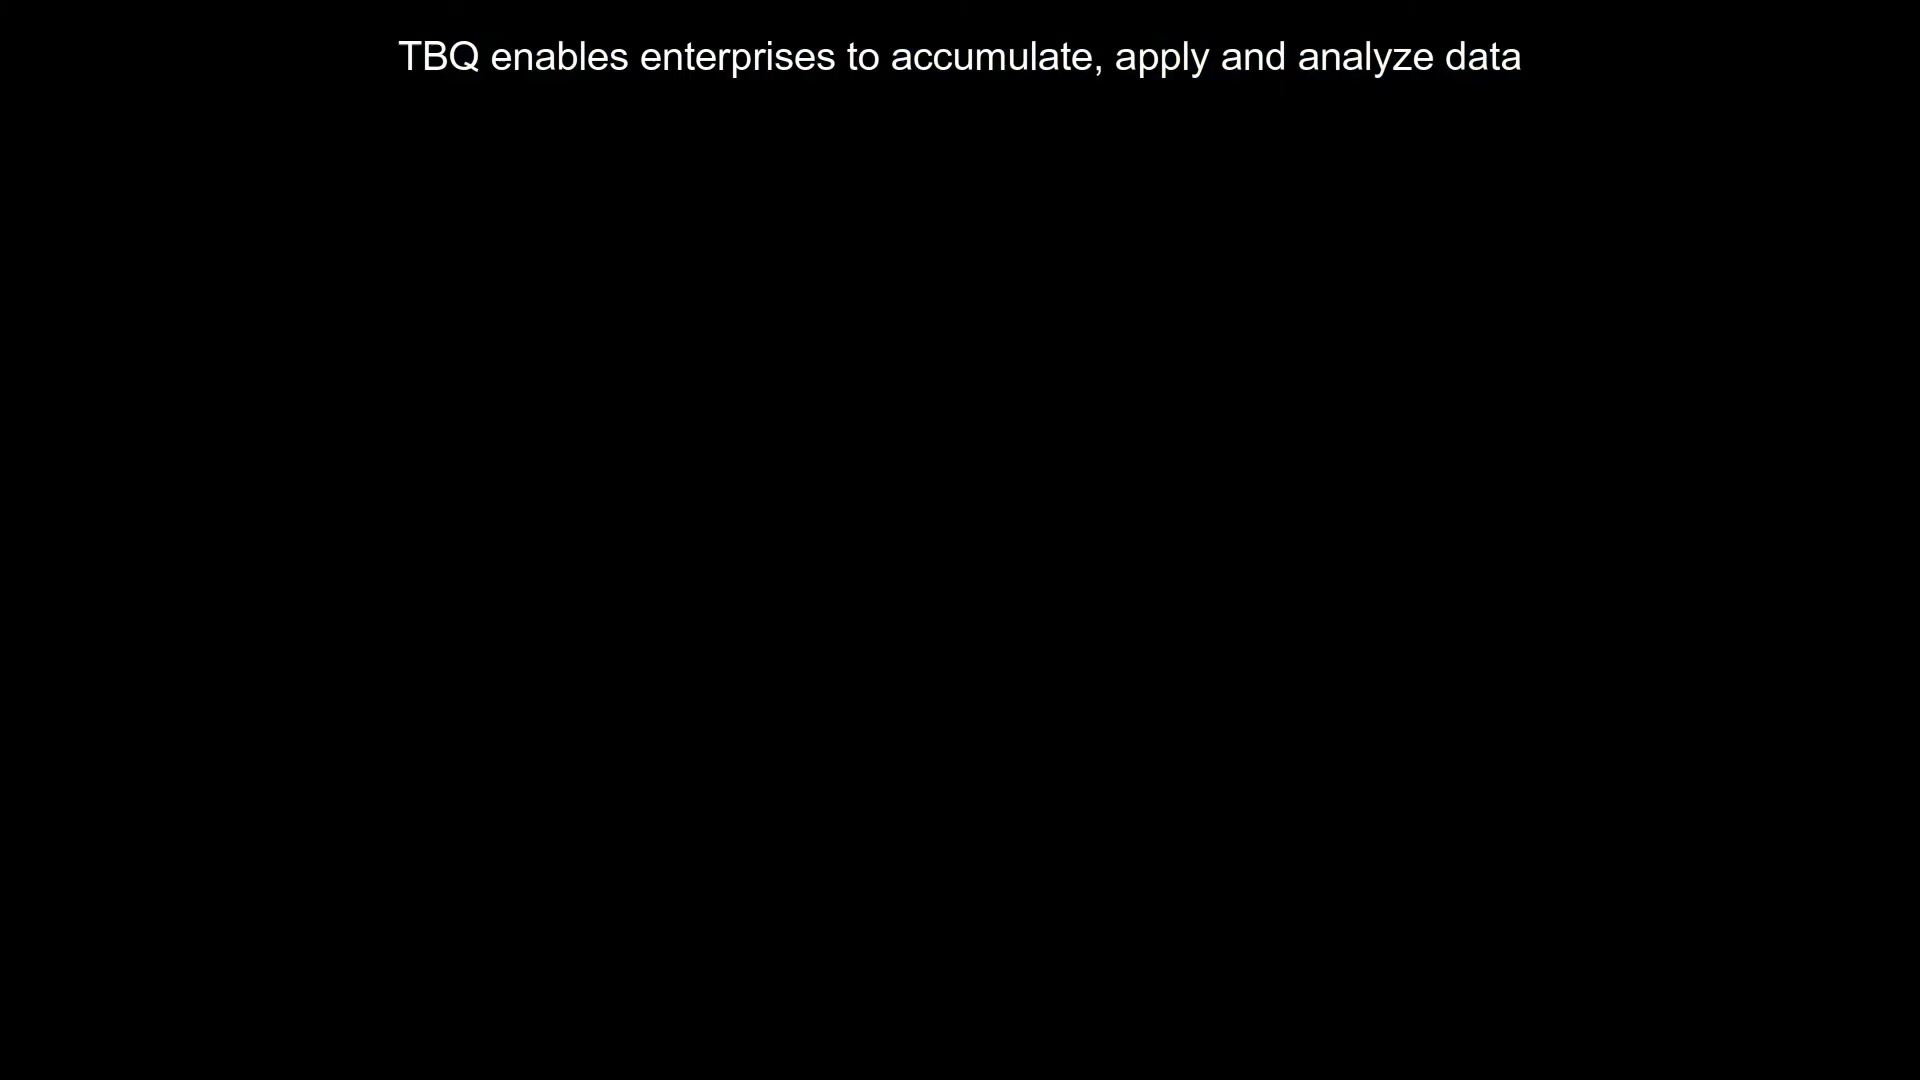 TBQ enables enterprises to accumulate, apply and analyze data